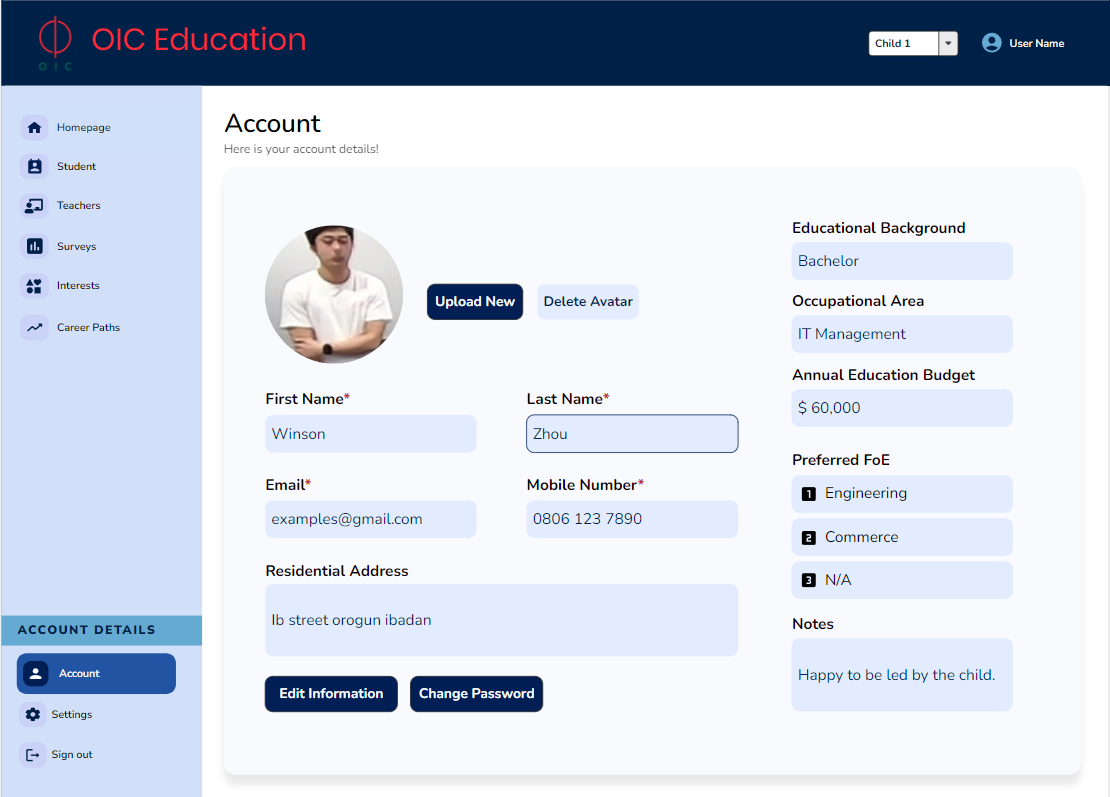 OIC
OIC Education
Child 1
User Name
Homepage
Student
Teachers
Surveys
Interests
Career Paths
ACCOUNT DETAILS
Account
Settings
Sign out
Account
Here is your account details!
Upload New
Delete Avatar
First Name*
Last Name*
Winson
Zhou
Email*
Mobile Number*
examples@gmail.com
0806 123 7890
Residential Address
Ib street orogun ibadan
Edit Information
Change Password
Educational Background
Bachelor
Occupational Area
IT Management
Annual Education Budget
$ 60,000
Preferred FoE
1 Engineering
2 Commerce
3 N/A
Notes
Happy to be led by the child.